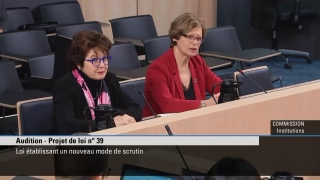 COMMISSION
Institutions
Audition - Projet de loi n° 39
Loi établissant un nouveau mode de scrutin